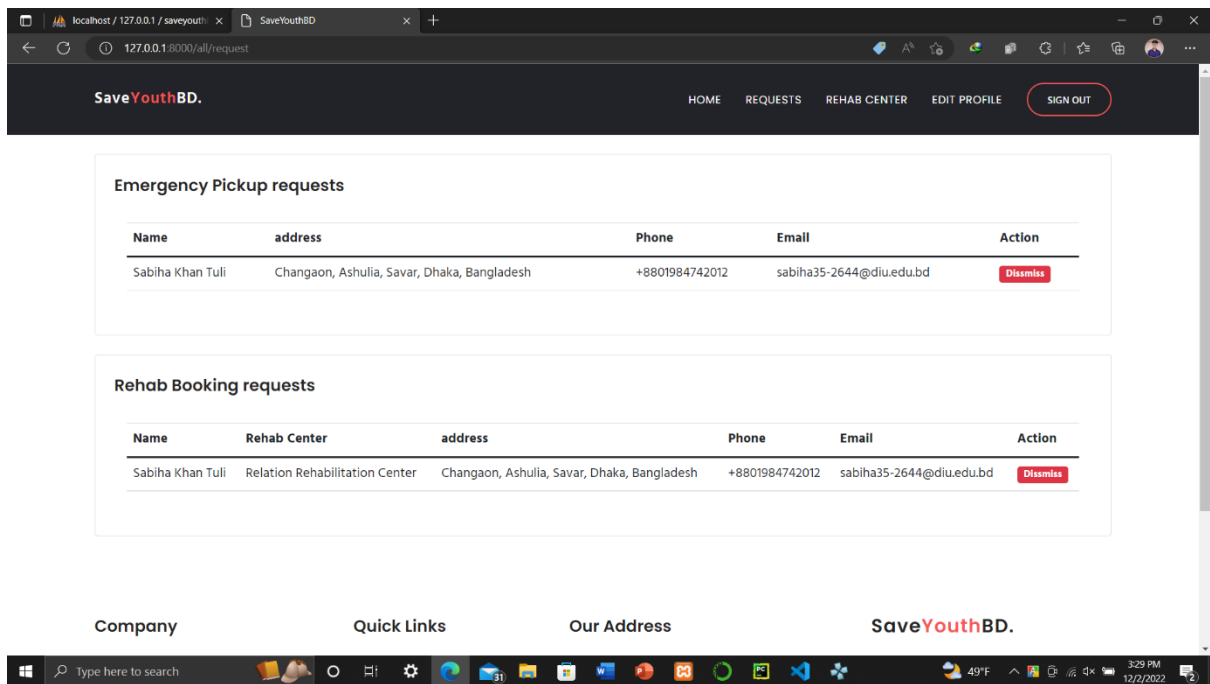 localhost / 127.0.0.1 / saveyouth
SaveYouthBD
127.0.0.1:8000/all/request
SaveYouthBD.
HOME REQUESTS REHAB CENTER EDIT PROFILE SIGN OUT
Emergency Pickup requests
Name address Phone Email Action
Sabiha Khan Tuli Changaon, Ashulia, Savar, Dhaka, Bangladesh +8801984742012 sabiha35-2644@diu.edu.bd Dissmiss
Rehab Booking requests
Name Rehab Center address Phone Email Action
Sabiha Khan Tuli Relation Rehabilitation Center Changaon, Ashulia, Savar, Dhaka, Bangladesh +8801984742012 sabiha35-2644@diu.edu.bd Dissmiss
Company Quick Links Our Address SaveYouthBD.
Type here to search 31 49°F 3:29 PM
12/2/2022 2